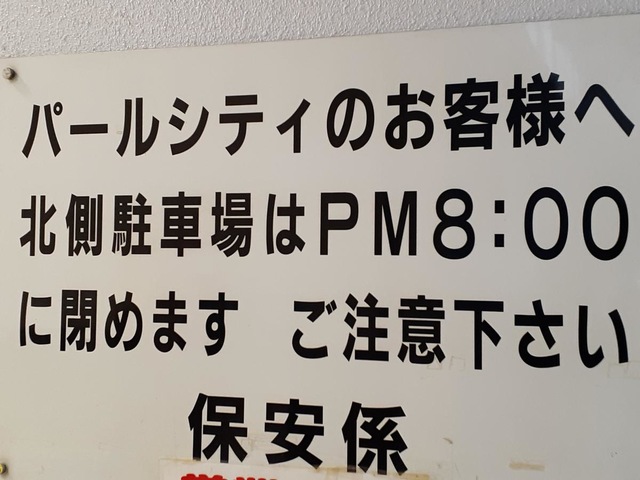 パールシティのお客様へ
北側駐車場はPM8:00
に閉めます ご注意下さい
保安係